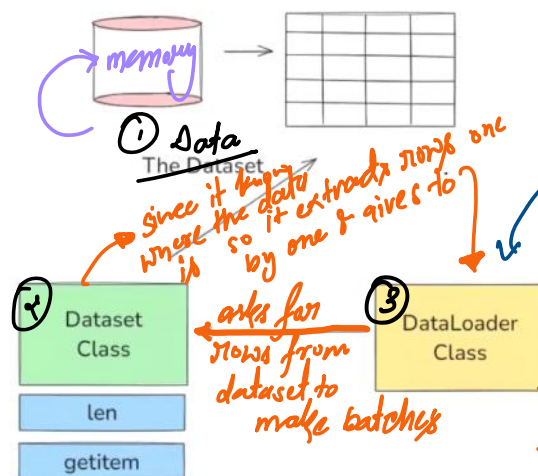 memory
① Data
The Dataset
since it knows
where the data
is so it extracts rows one
by one & gives to
2
Dataset
Class
len
getitem
asks for
rows from
dataset to
make batches
3
DataLoader
Class